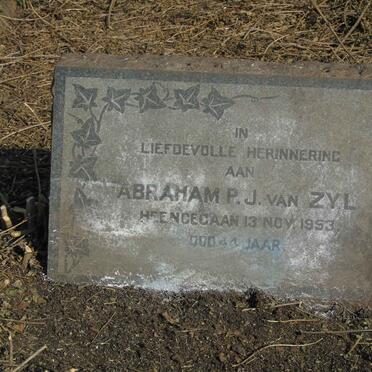 IN
LIEFDEVOLLE HERINNERING
AAN
ABRAHAM P.J. VAN ZYL
HEENGEGAAN 13 NOV. 1953.
OUD 44 JAAR